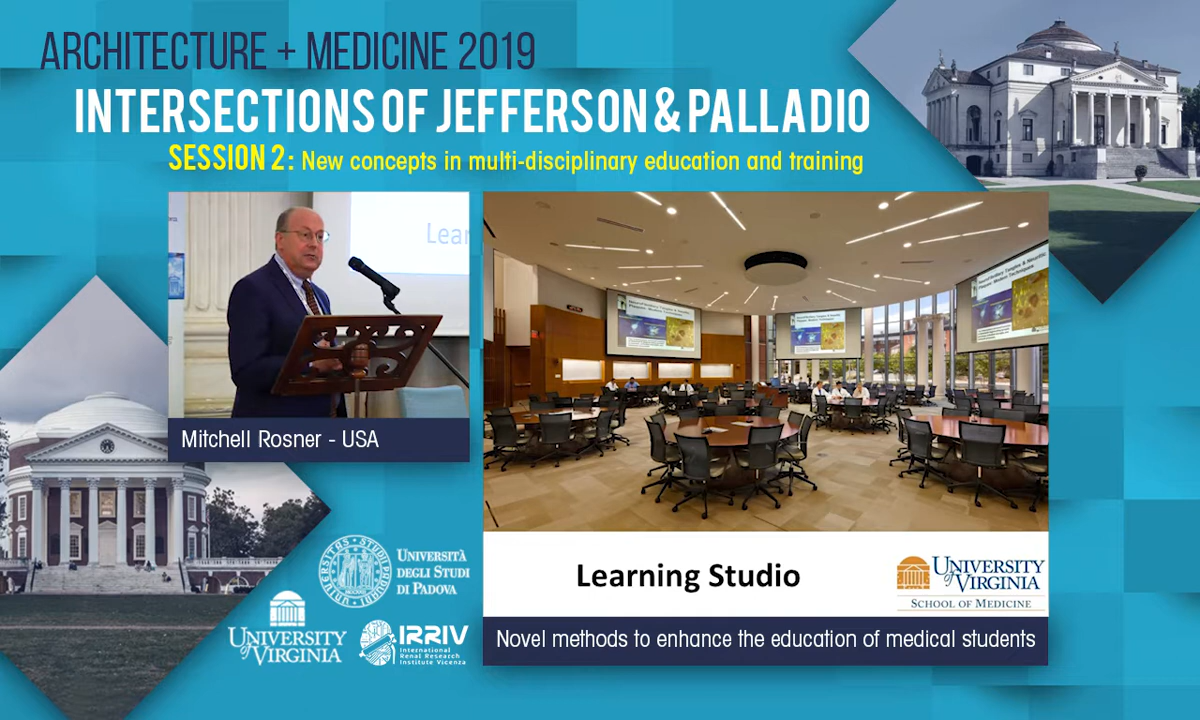 ARCHITECTURE + MEDICINE 2019
INTERSECTIONS OF JEFFERSON & PALLADIO
SESSION 2: New concepts in multi-disciplinary education and training
Lear
Mitchell Rosner - USA
Learning Studio
UNIVERSITY
of VIRGINIA
SCHOOL OF MEDICINE
Novel methods to enhance the education of medical students
UNIVERSITÀ
DEGLI STUDI
DI PADOVA
UNIVERSITY
of VIRGINIA
IRRIV
International
Renal Research
Institute Vicenza